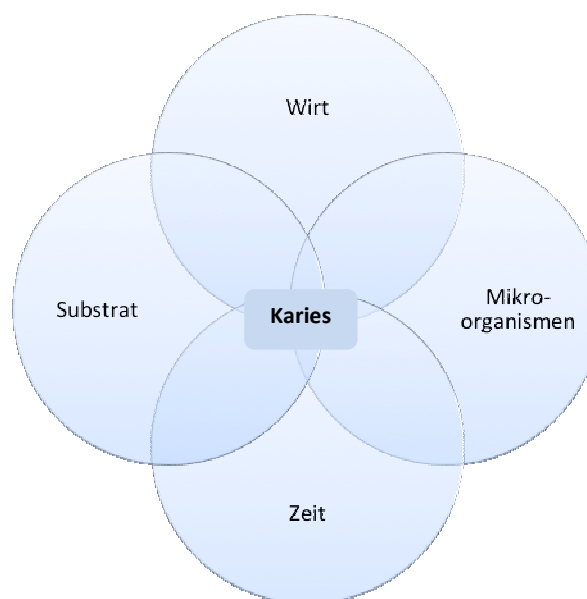 Wirt
Substrat
Mikro-
organismen
Karies
Zeit